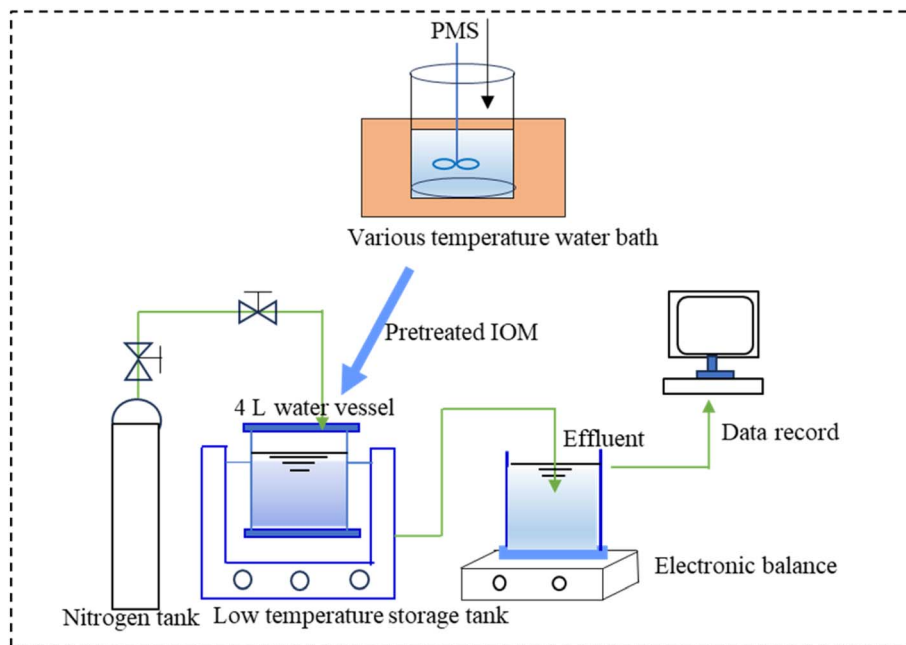 PMS
Various temperature water bath
Pretreated IOM
4 L water vessel
Effluent
Data record
Electronic balance
Nitrogen tank
Low temperature storage tank